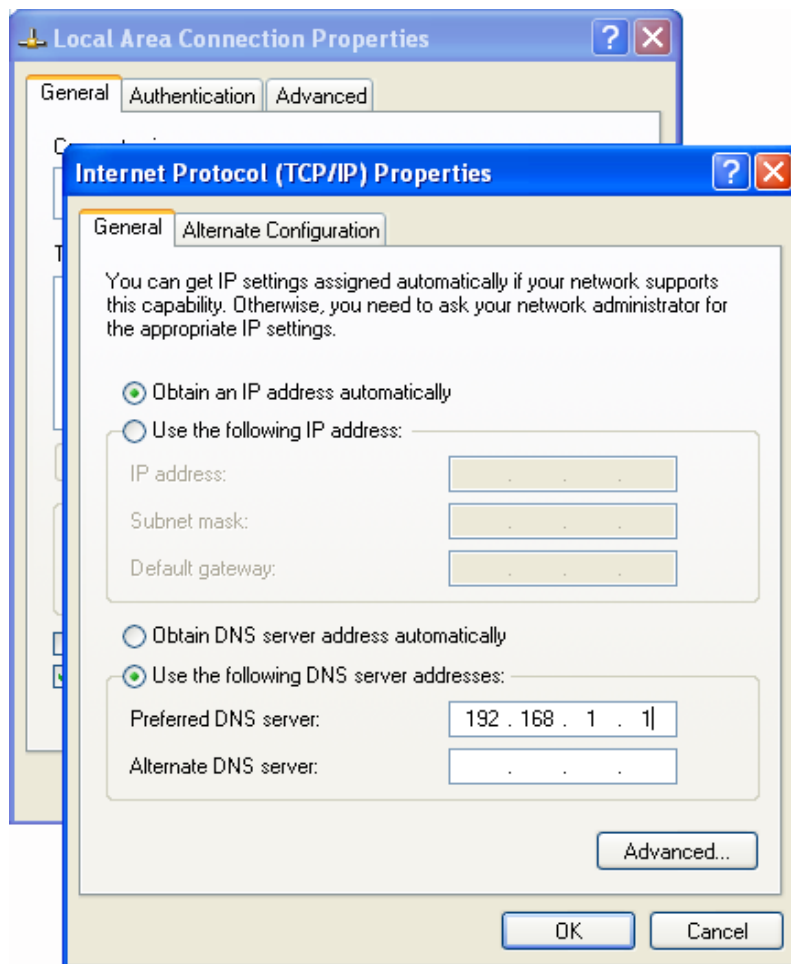 Local Area Connection Properties
General Authentication Advanced
Internet Protocol (TCP/IP) Properties
General Alternate Configuration
You can get IP settings assigned automatically if your network supports
this capability. Otherwise, you need to ask your network administrator for
the appropriate IP settings.
Obtain an IP address automatically
Use the following IP address:
IP address: . . .
Subnet mask: . . .
Default gateway: . . .
Obtain DNS server address automatically
Use the following DNS server addresses:
Preferred DNS server: 192 . 168 . 1 . 1
Alternate DNS server: . . .
Advanced...
OK Cancel